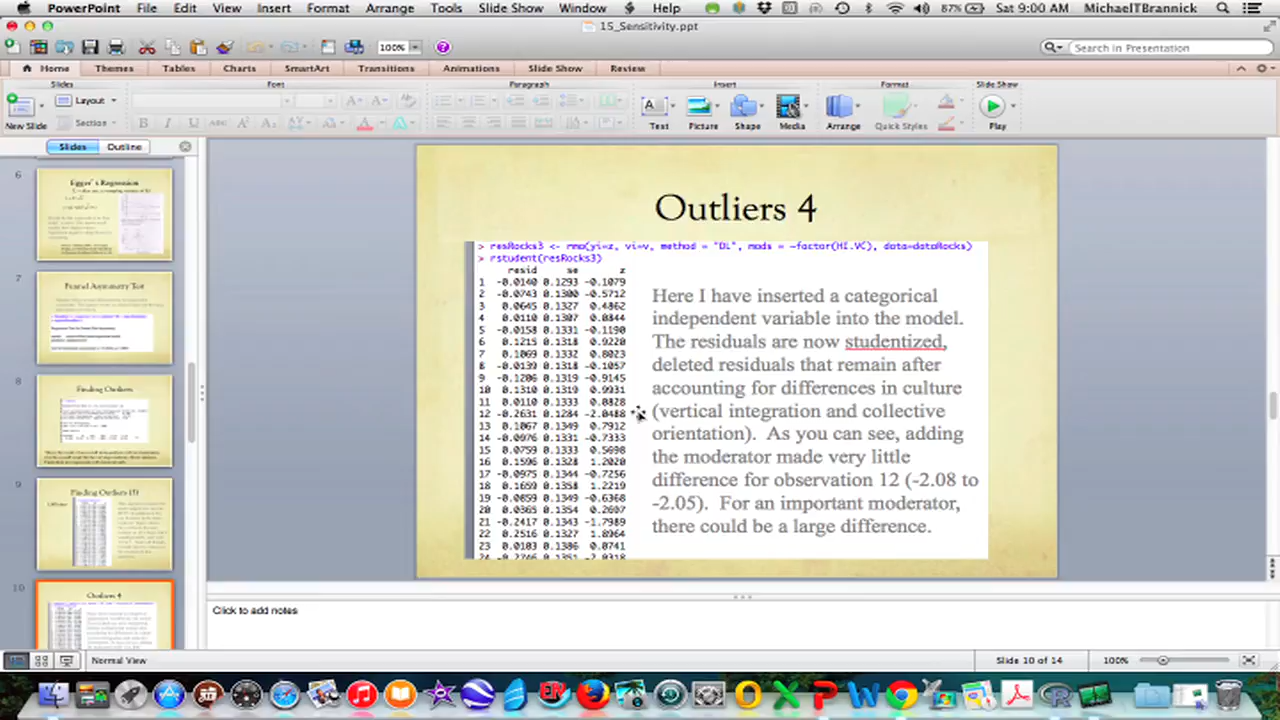 PowerPoint File Edit View Insert Format Arrange Tools Slide Show Window Help 87% Sat 9:00 AM MichaelTBrannick
15_Sensitivity.ppt
100% Search in Presentation
Home Themes Tables Charts SmartArt Transitions Animations Slide Show Review
Slides Font Paragraph Insert Format Slide Show
New Slide Layout Section Text Picture Shape Media Arrange Quick Styles Play
Slides Outline
6
Egger's Regression
7
Funnel Asymmetry Test
8
Finding Outliers
9
Finding Outliers (3)
10
Outliers 4
Outliers 4
> resRocks3 <- rma(yi=z, vi=v, method = "DL", mods = ~factor(HI.VC), data=dataRocks)
> rstudent(resRocks3)
resid se z
1 -0.0140 0.1293 -0.1079
2 -0.0743 0.1300 -0.5712
3 0.0645 0.1327 0.4862
4 0.0110 0.1307 0.0844
5 -0.0158 0.1331 -0.1190
6 0.1215 0.1318 0.9220
7 0.1069 0.1332 0.8023
8 -0.0139 0.1318 -0.1057
9 -0.1206 0.1319 -0.9145
10 0.1310 0.1319 0.9931
11 0.0110 0.1333 0.0828
12 -0.2631 0.1284 -2.0488
13 0.1067 0.1349 0.7912
14 -0.0976 0.1331 -0.7333
15 0.0759 0.1333 0.5698
16 0.1596 0.1328 1.2020
17 -0.0975 0.1344 -0.7256
18 0.1659 0.1358 1.2219
19 -0.0859 0.1349 -0.6368
20 0.0365 0.1354 0.2697
21 -0.2417 0.1343 -1.7989
22 0.2516 0.1327 1.8964
23 0.0103 0.1386 0.0741
24 -0.2746 0.1351 -2.0318
Here I have inserted a categorical
independent variable into the model.
The residuals are now studentized,
deleted residuals that remain after
accounting for differences in culture
(vertical integration and collective
orientation). As you can see, adding
the moderator made very little
difference for observation 12 (-2.08 to
-2.05). For an important moderator,
there could be a large difference.
Click to add notes
Normal View Slide 10 of 14 100%